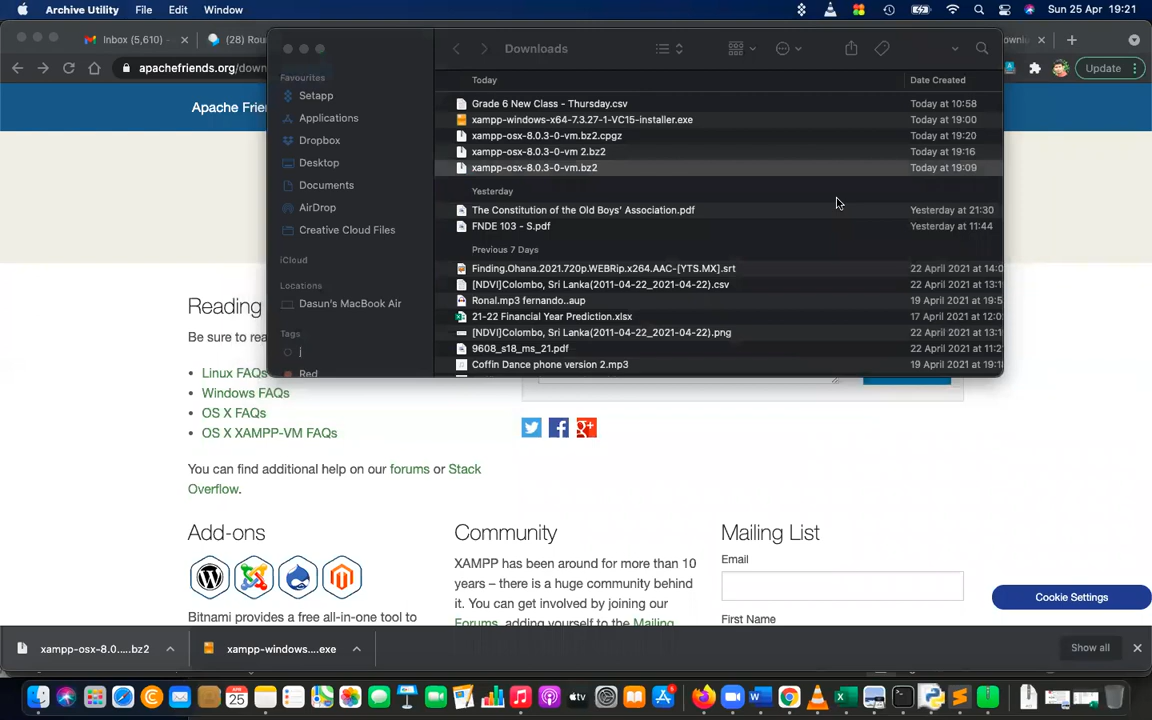 Archive Utility File Edit Window Sun 25 Apr 19:21
Inbox (5,610) - (28) Rou
apachefriends.org/down Update
Apache Frie
Downloads
Favourites
Setapp
Applications
Dropbox
Desktop
Documents
AirDrop
Creative Cloud Files
iCloud
Locations
Dasun's MacBook Air
Tags
j
Red
Today Date Created
Grade 6 New Class - Thursday.csv Today at 10:58
xampp-windows-x64-7.3.27-1-VC15-installer.exe Today at 19:00
xampp-osx-8.0.3-0-vm.bz2.cpgz Today at 19:20
xampp-osx-8.0.3-0-vm 2.bz2 Today at 19:16
xampp-osx-8.0.3-0-vm.bz2 Today at 19:09
Yesterday
The Constitution of the Old Boys' Association.pdf Yesterday at 21:30
FNDE 103 - S.pdf Yesterday at 11:44
Previous 7 Days
Finding.Ohana.2021.720p.WEBRip.x264.AAC-[YTS.MX].srt 22 April 2021 at 14:0
[NDVI]Colombo, Sri Lanka(2011-04-22_2021-04-22).csv 22 April 2021 at 13:1
Ronal.mp3 fernando..aup 19 April 2021 at 19:5
21-22 Financial Year Prediction.xlsx 17 April 2021 at 12:0
[NDVI]Colombo, Sri Lanka(2011-04-22_2021-04-22).png 22 April 2021 at 13:1
9608_s18_ms_21.pdf 22 April 2021 at 11:2
Coffin Dance phone version 2.mp3 19 April 2021 at 19:1
Reading
Be sure to rea
Linux FAQs
Windows FAQs
OS X FAQs
OS X XAMPP-VM FAQs
You can find additional help on our forums or Stack
Overflow.
Add-ons
Bitnami provides a free all-in-one tool to
Community
XAMPP has been around for more than 10
years – there is a huge community behind
it. You can get involved by joining our
Forums, adding yourself to the Mailing
Mailing List
Email
First Name
Cookie Settings
xampp-osx-8.0....bz2 xampp-windows....exe Show all
APR
25
tv